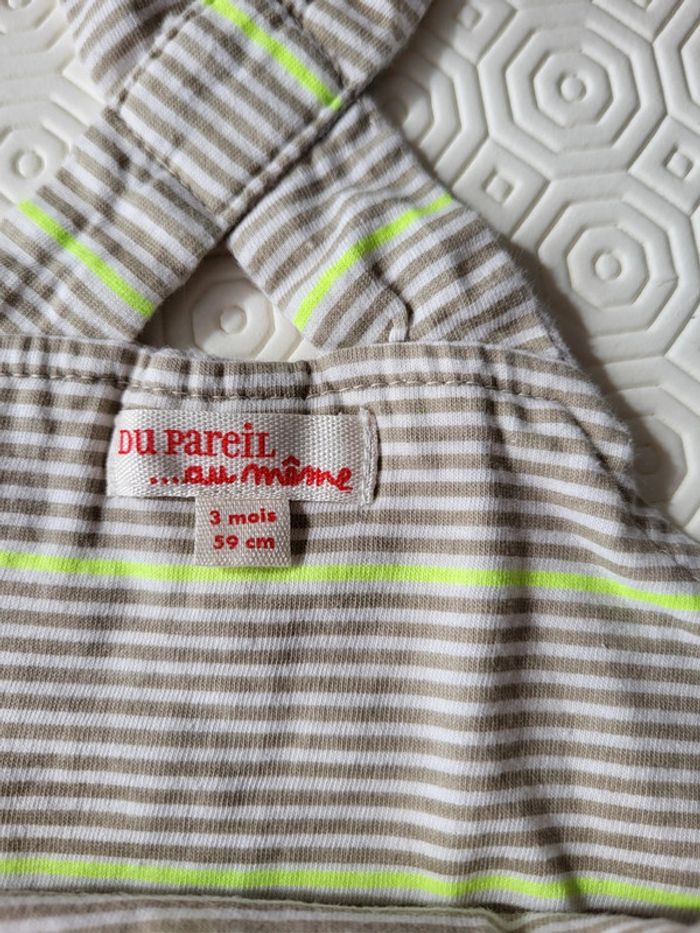 DU PAREIL
...au même
3 mois
59 cm